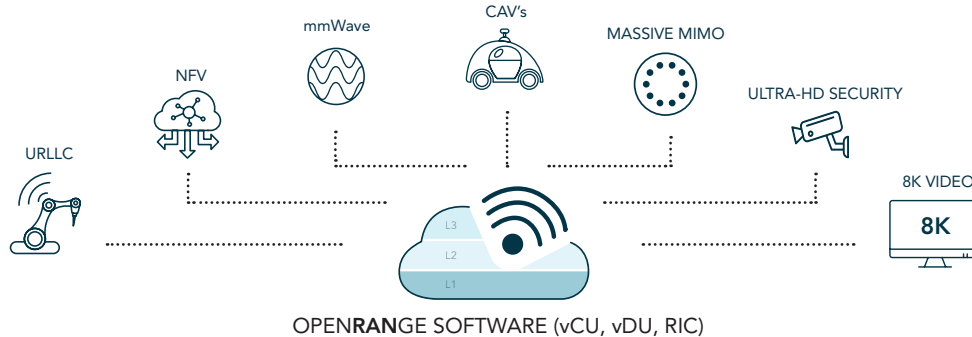 CAV's
mmWave
MASSIVE MIMO
NFV
ULTRA-HD SECURITY
URLLC
8K VIDEO
8K
L3
L2
L1
OPENRANGE SOFTWARE (vCU, vDU, RIC)